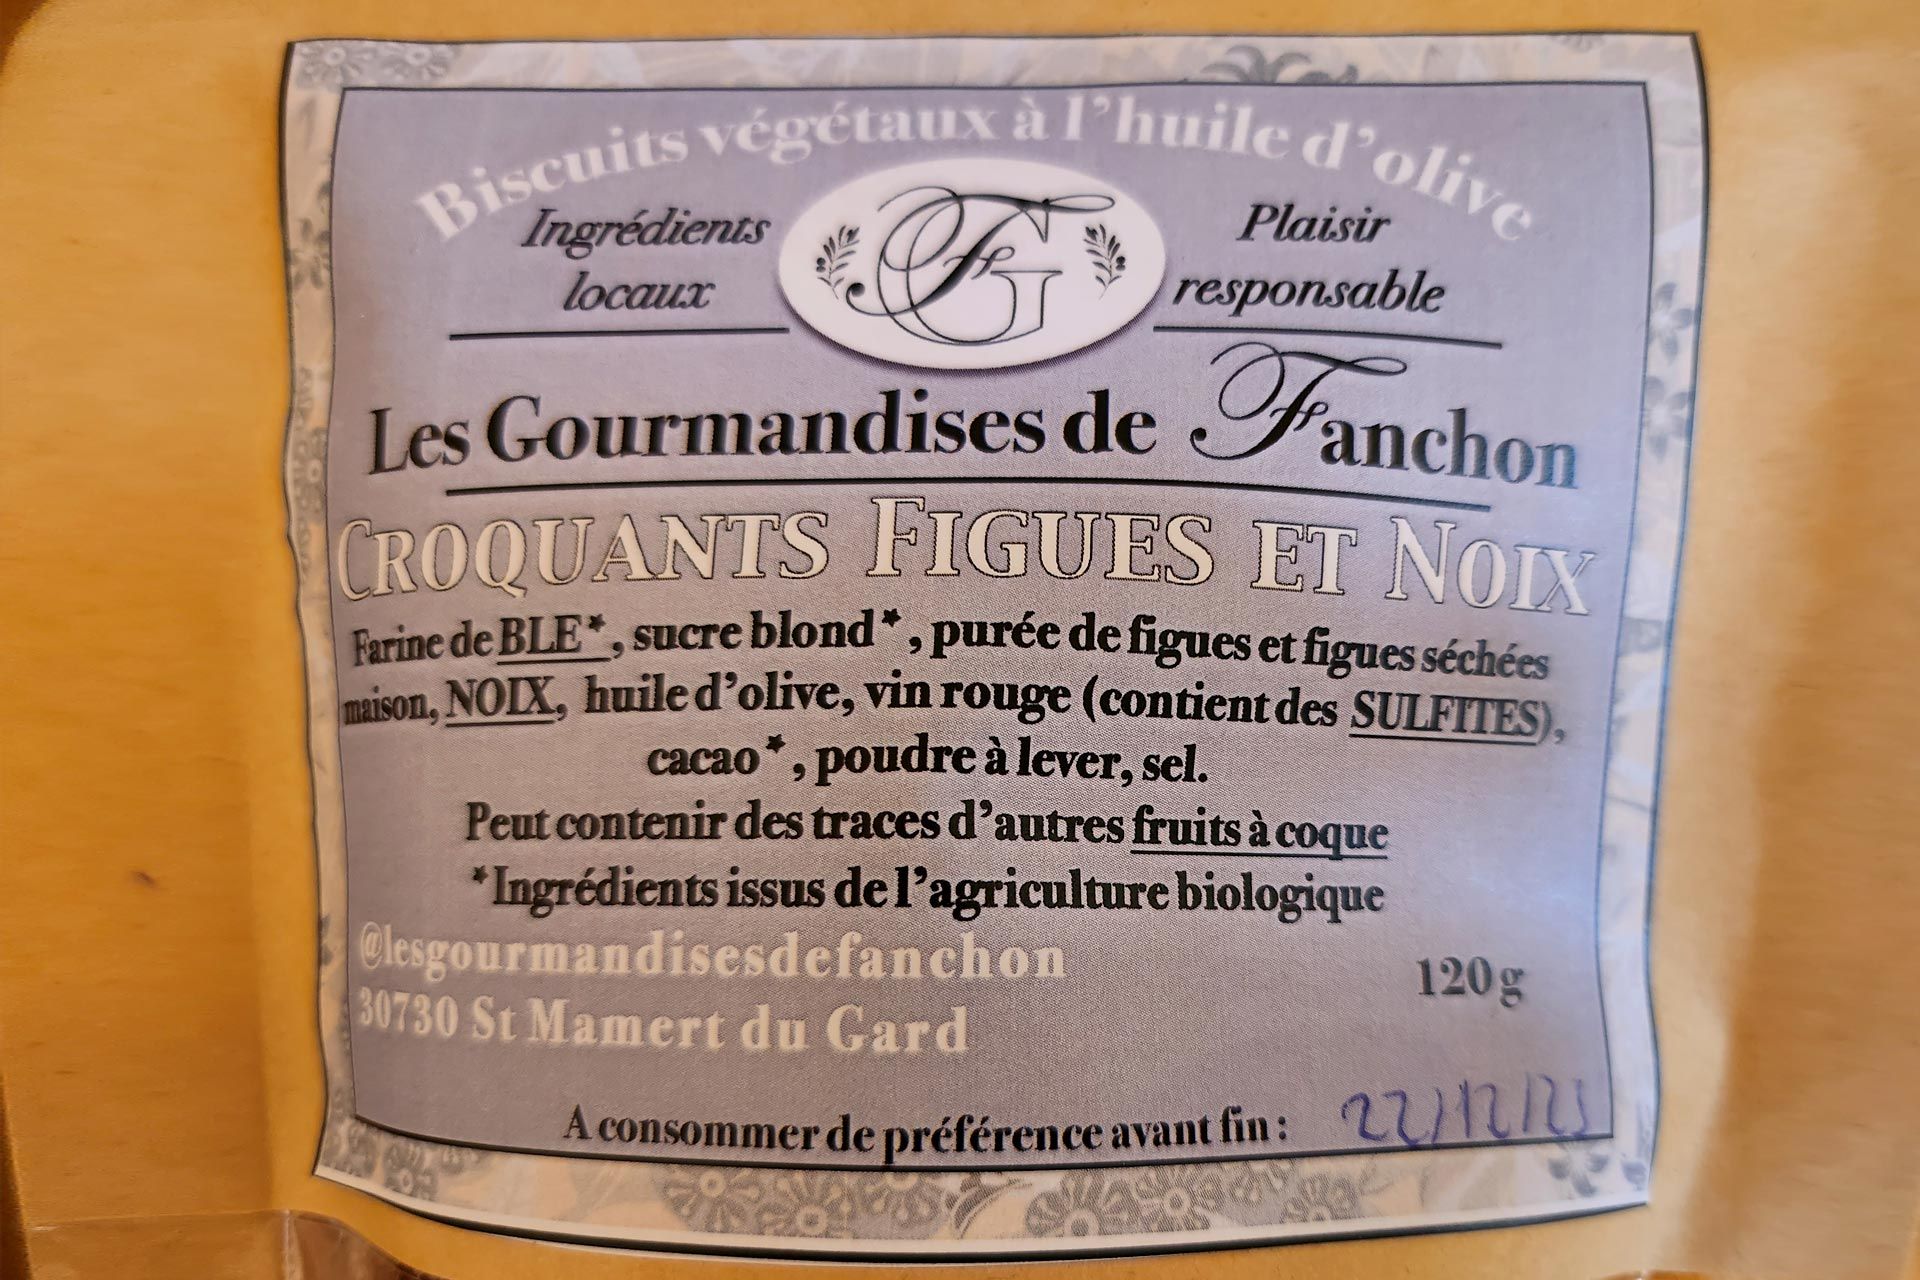 Biscuits végétaux à l'huile d'olive
Ingrédients
locaux
FG
Plaisir
responsable
Les Gourmandises de Fanchon
CROQUANTS FIGUES ET NOIX
Farine de BLE*, sucre blond*, purée de figues et figues séchées
maison, NOIX, huile d'olive, vin rouge (contient des SULFITES),
cacao*, poudre à lever, sel.
Peut contenir des traces d'autres fruits à coque
*Ingrédients issus de l'agriculture biologique
@lesgourmandisesdefanchon
30730 St Mamert du Gard
120 g
A consommer de préférence avant fin :